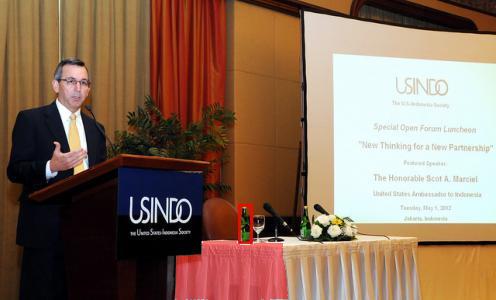 USINDO
The U.S-Indonesia Society
Special Open Forum Luncheon
"New Thinking for a New Partnership"
Featured Speaker:
The Honorable Scot A. Marciel
United States Ambassador to Indonesia
Tuesday, May 1, 2012
Jakarta, Indonesia
USINDO
THE UNITED STATES INDONESIA SOCIETY